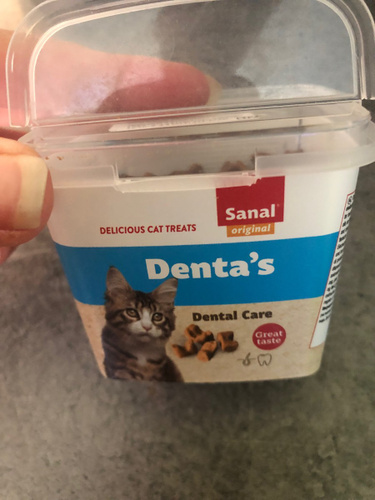 Sanal
original
DELICIOUS CAT TREATS
Denta's
Dental Care
Great
taste